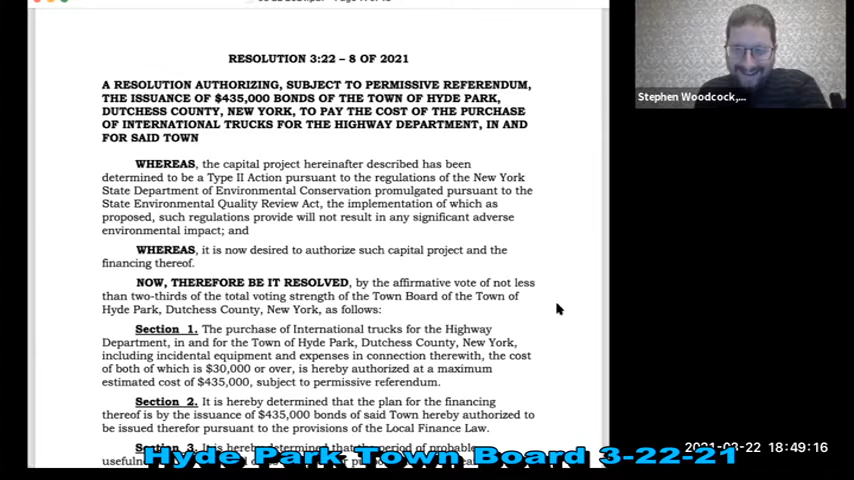 RESOLUTION 3:22 – 8 OF 2021
A RESOLUTION AUTHORIZING, SUBJECT TO PERMISSIVE REFERENDUM,
THE ISSUANCE OF $435,000 BONDS OF THE TOWN OF HYDE PARK,
DUTCHESS COUNTY, NEW YORK, TO PAY THE COST OF THE PURCHASE
OF INTERNATIONAL TRUCKS FOR THE HIGHWAY DEPARTMENT, IN AND
FOR SAID TOWN
WHEREAS, the capital project hereinafter described has been
determined to be a Type II Action pursuant to the regulations of the New York
State Department of Environmental Conservation promulgated pursuant to the
State Environmental Quality Review Act, the implementation of which as
proposed, such regulations provide will not result in any significant adverse
environmental impact; and
WHEREAS, it is now desired to authorize such capital project and the
financing thereof.
NOW, THEREFORE BE IT RESOLVED, by the affirmative vote of not less
than two-thirds of the total voting strength of the Town Board of the Town of
Hyde Park, Dutchess County, New York, as follows:
Section 1. The purchase of International trucks for the Highway
Department, in and for the Town of Hyde Park, Dutchess County, New York,
including incidental equipment and expenses in connection therewith, the cost
of both of which is $30,000 or over, is hereby authorized at a maximum
estimated cost of $435,000, subject to permissive referendum.
Section 2. It is hereby determined that the plan for the financing
thereof is by the issuance of $435,000 bonds of said Town hereby authorized to
be issued therefor pursuant to the provisions of the Local Finance Law.
Section 3. It is hereby determined that the period of probable
Stephen Woodcock,...
2021-03-22 18:49:16
Hyde Park Town Board 3-22-21